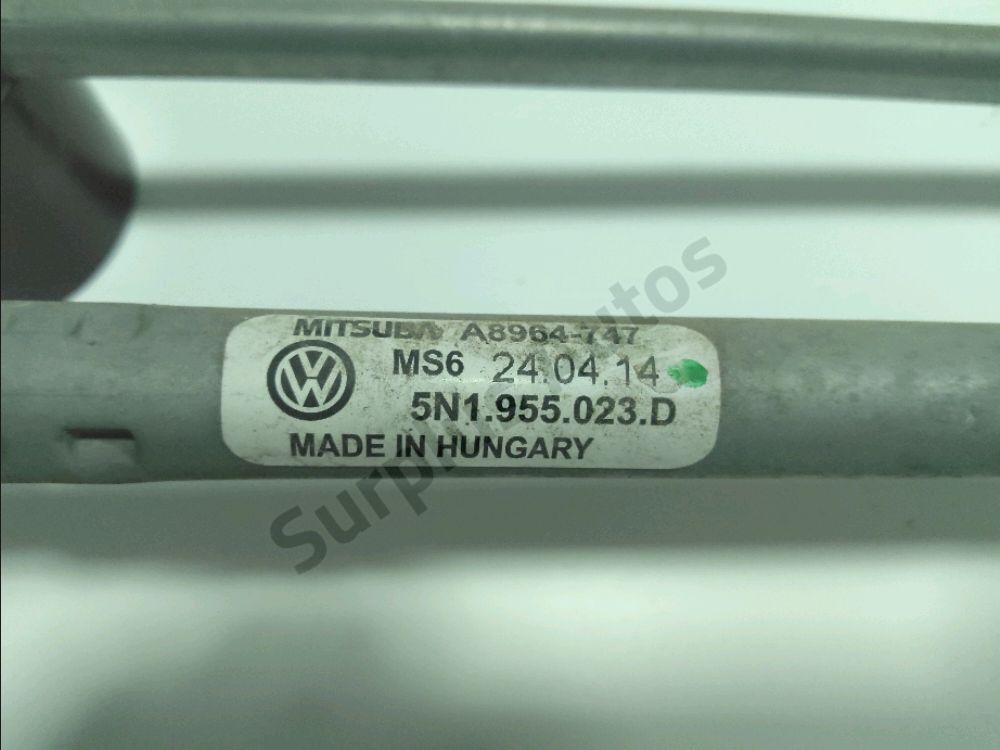 MITSUBA A8964-747
MS6 24.04.14
5N1.955.023.D
MADE IN HUNGARY